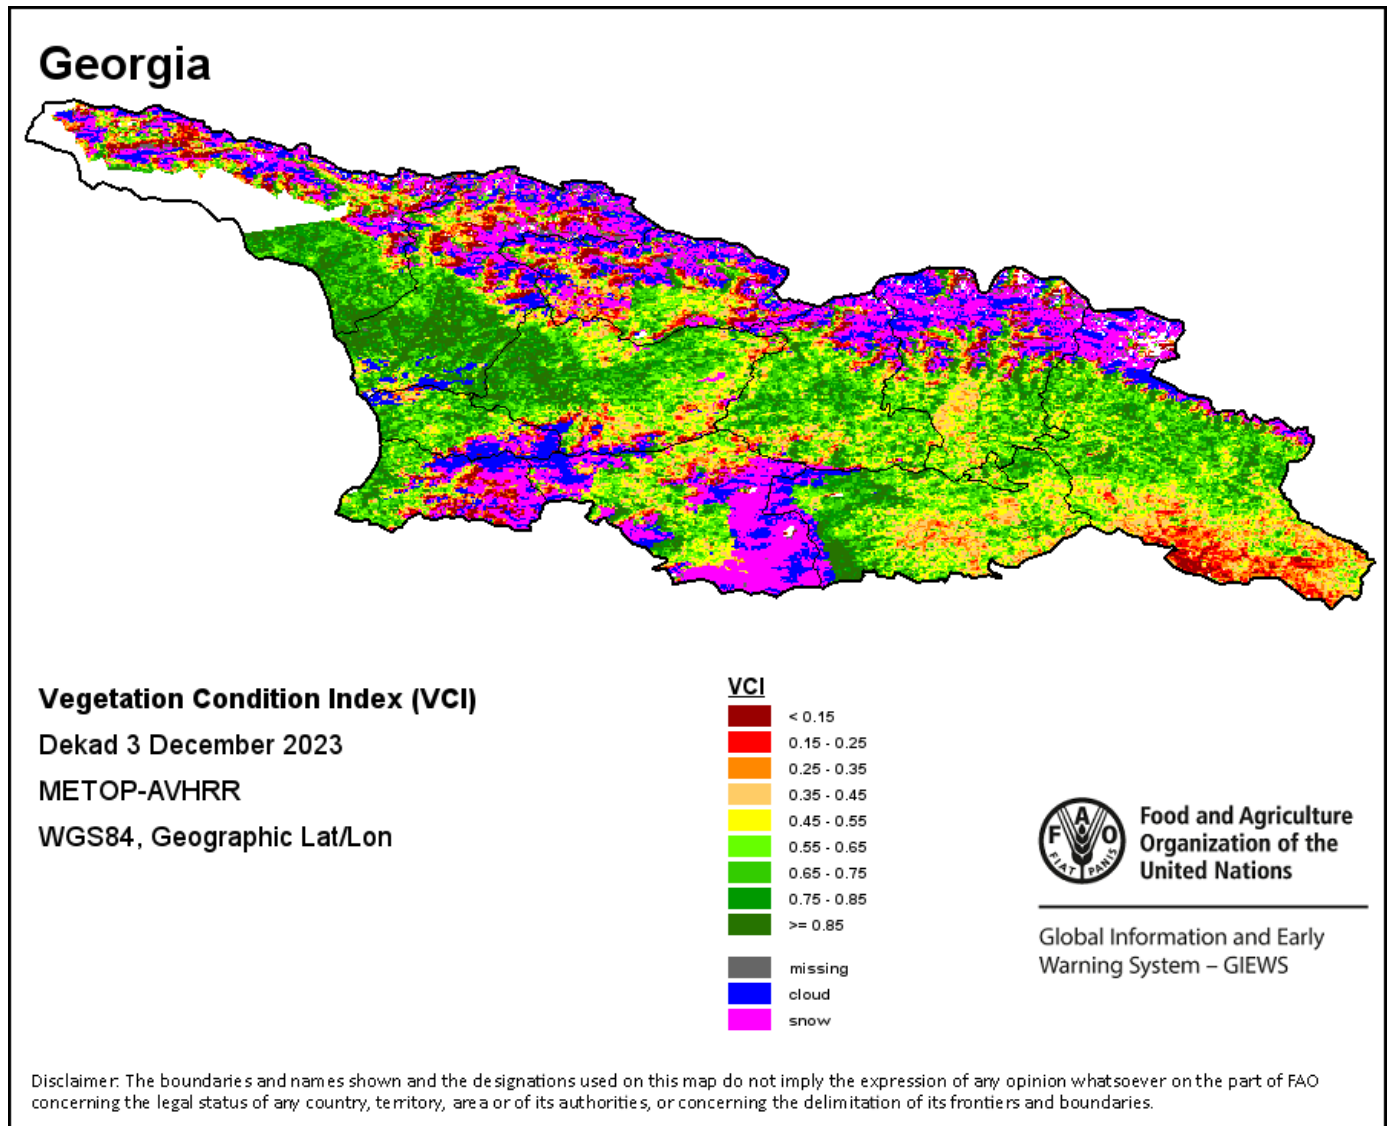 Georgia
Vegetation Condition Index (VCI)
Dekad 3 December 2023
METOP-AVHRR
WGS84, Geographic Lat/Lon
VCI
< 0.15
0.15 - 0.25
0.25 - 0.35
0.35 - 0.45
0.45 - 0.55
0.55 - 0.65
0.65 - 0.75
0.75 - 0.85
>= 0.85
missing
cloud
snow
F A O
FIAT PANIS
Food and Agriculture
Organization of the
United Nations
Global Information and Early
Warning System – GIEWS
Disclaimer: The boundaries and names shown and the designations used on this map do not imply the expression of any opinion whatsoever on the part of FAO
concerning the legal status of any country, territory, area or of its authorities, or concerning the delimitation of its frontiers and boundaries.